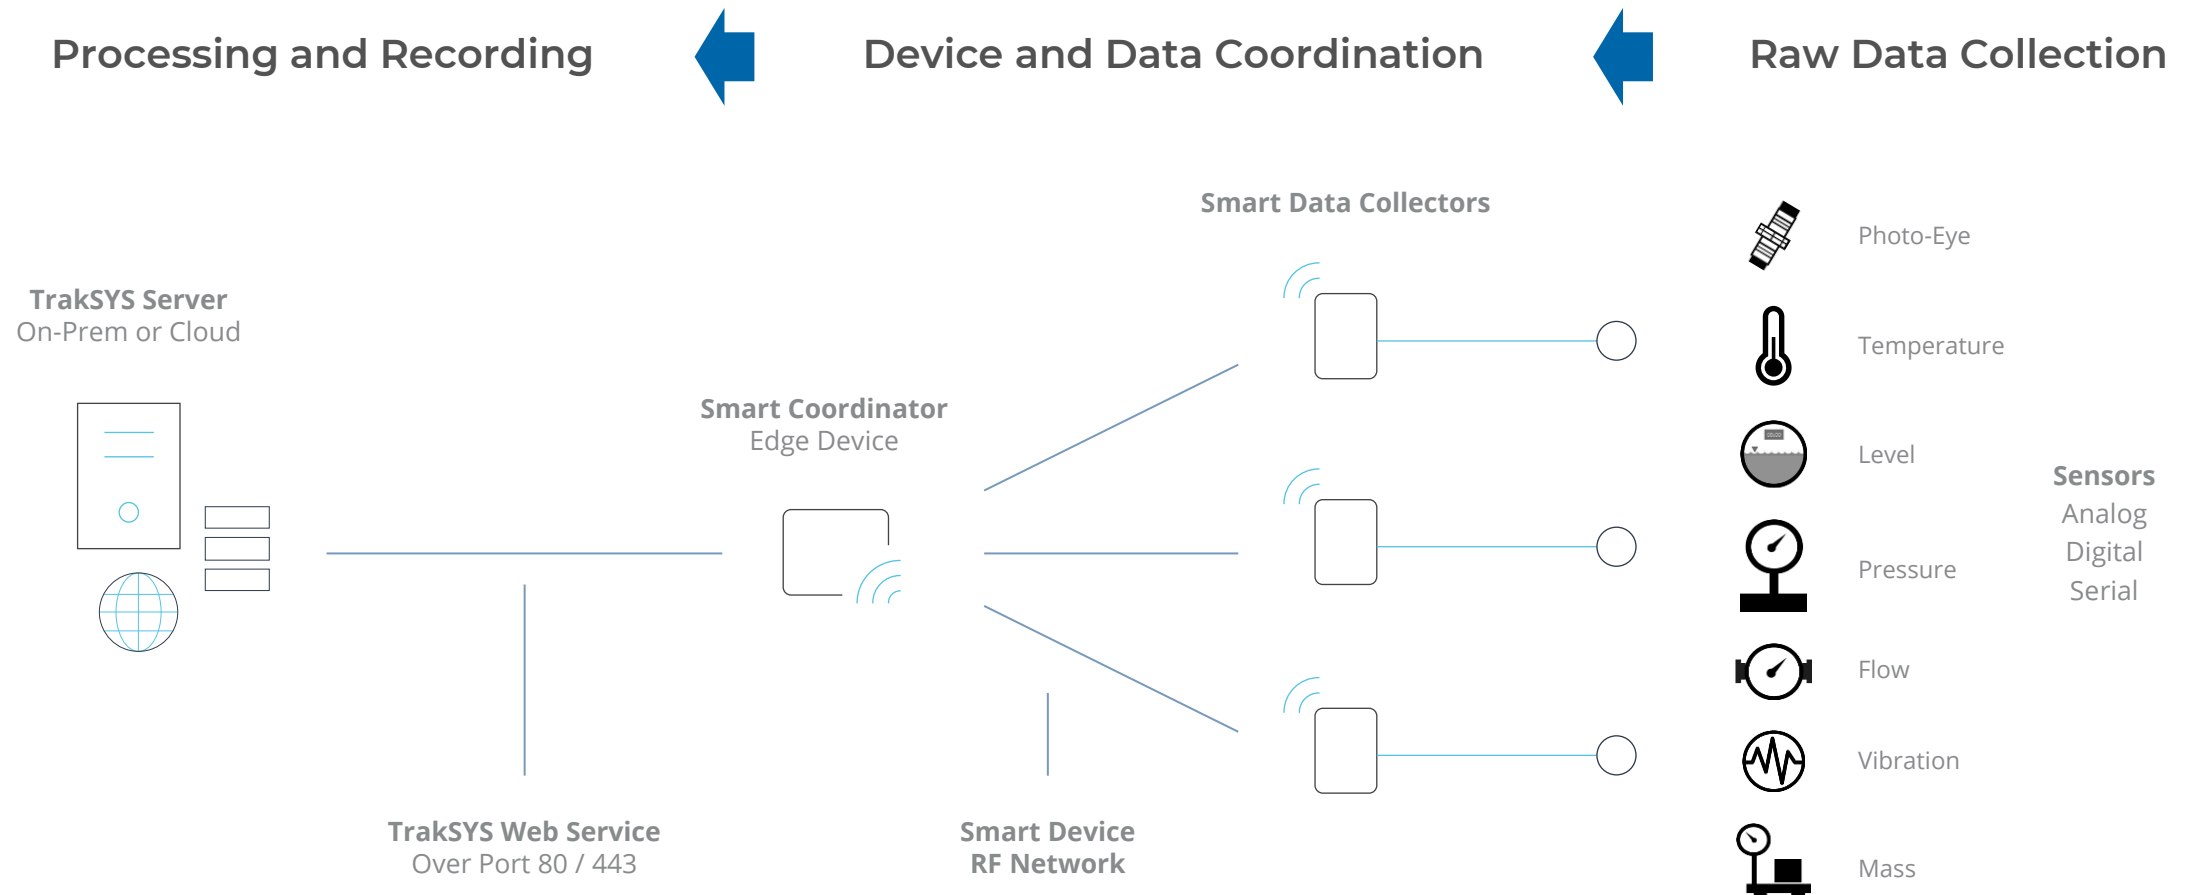 Processing and Recording
Device and Data Coordination
Raw Data Collection
Smart Data Collectors
TrakSYS Server
On-Prem or Cloud
Smart Coordinator
Edge Device
TrakSYS Web Service
Over Port 80 / 443
Smart Device
RF Network
Photo-Eye
Temperature
Level
Pressure
Flow
Vibration
Mass
Sensors
Analog
Digital
Serial